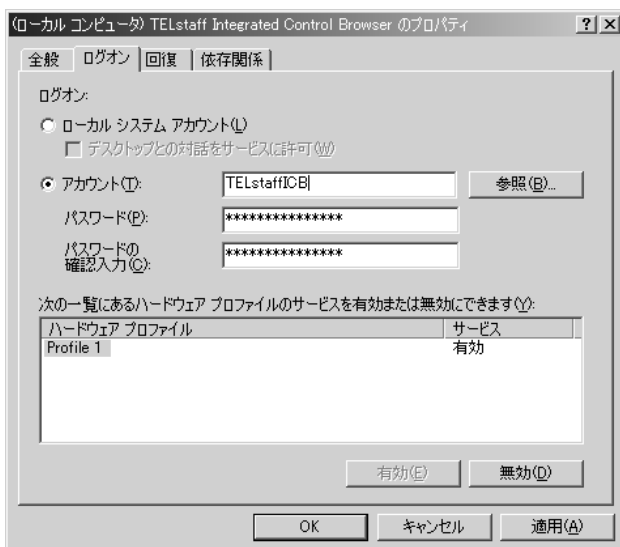 (ローカル コンピュータ) TELstaff Integrated Control Browser のプロパティ
全般 ログオン 回復 依存関係
ログオン:
ローカル システム アカウント(L)
デスクトップとの対話をサービスに許可(W)
アカウント(T): TELstaffICB 参照(B)...
パスワード(P): ***************
パスワードの
確認入力(C): ***************
次の一覧にあるハードウェア プロファイルのサービスを有効または無効にできます(Y):
ハードウェア プロファイル サービス
Profile 1 有効
有効(E) 無効(D)
OK キャンセル 適用(A)